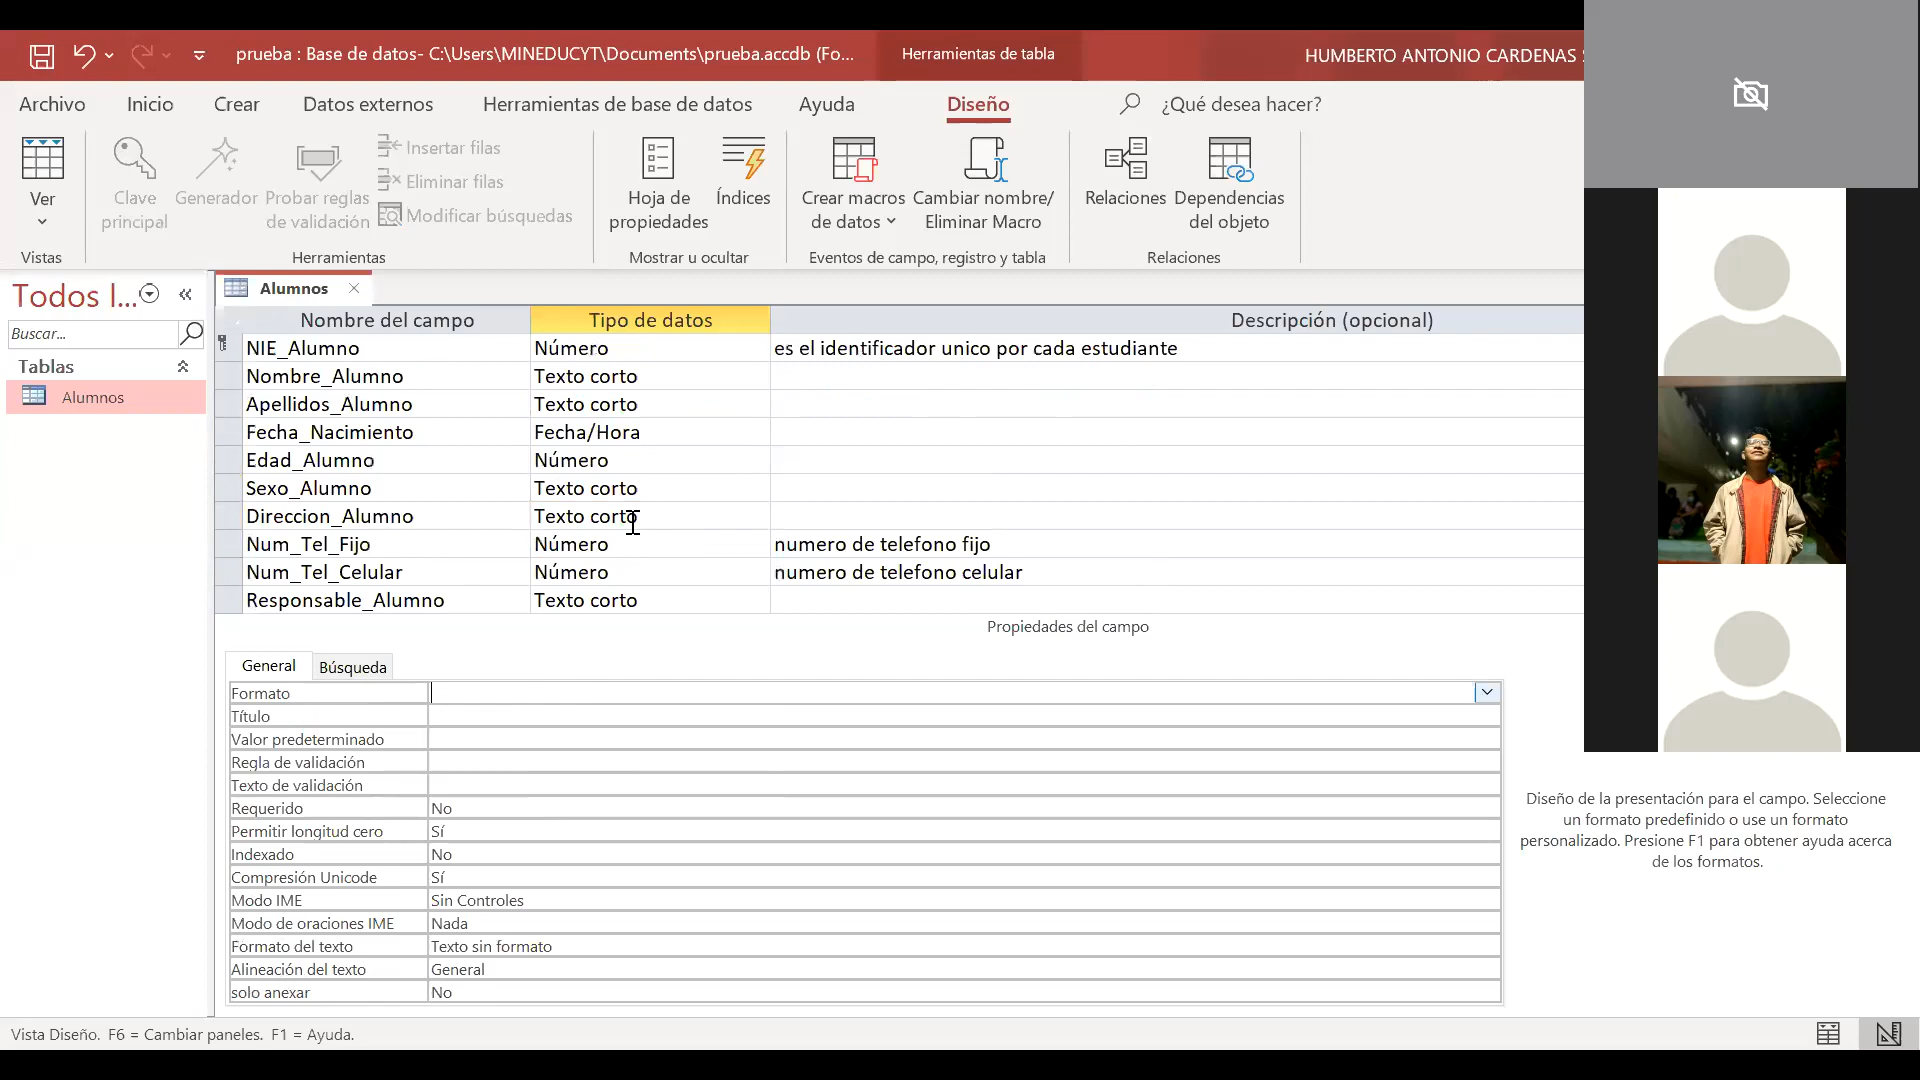 prueba : Base de datos- C:\Users\MINEDUCYT\Documents\prueba.accdb (Fo...
Herramientas de tabla
HUMBERTO ANTONIO CARDENAS
Archivo
Inicio
Crear
Datos externos
Herramientas de base de datos
Ayuda
Diseño
¿Qué desea hacer?
Ver
Clave principal
Generador
Probar reglas de validación
Insertar filas
Eliminar filas
Modificar búsquedas
Hoja de propiedades
Índices
Crear macros de datos
Cambiar nombre/ Eliminar Macro
Relaciones
Dependencias del objeto
Vistas
Herramientas
Mostrar u ocultar
Eventos de campo, registro y tabla
Relaciones
Todos l...
Buscar...
Tablas
Alumnos
Alumnos
Nombre del campo Tipo de datos Descripción (opcional)
NIE_Alumno Número es el identificador unico por cada estudiante
Nombre_Alumno Texto corto
Apellidos_Alumno Texto corto
Fecha_Nacimiento Fecha/Hora
Edad_Alumno Número
Sexo_Alumno Texto corto
Direccion_Alumno Texto corto
Num_Tel_Fijo Número numero de telefono fijo
Num_Tel_Celular Número numero de telefono celular
Responsable_Alumno Texto corto
Propiedades del campo
General Búsqueda
Formato
Título
Valor predeterminado
Regla de validación
Texto de validación
Requerido No
Permitir longitud cero Sí
Indexado No
Compresión Unicode Sí
Modo IME Sin Controles
Modo de oraciones IME Nada
Formato del texto Texto sin formato
Alineación del texto General
solo anexar No
Diseño de la presentación para el campo. Seleccione
un formato predefinido o use un formato
personalizado. Presione F1 para obtener ayuda acerca
de los formatos.
Vista Diseño. F6 = Cambiar paneles. F1 = Ayuda.